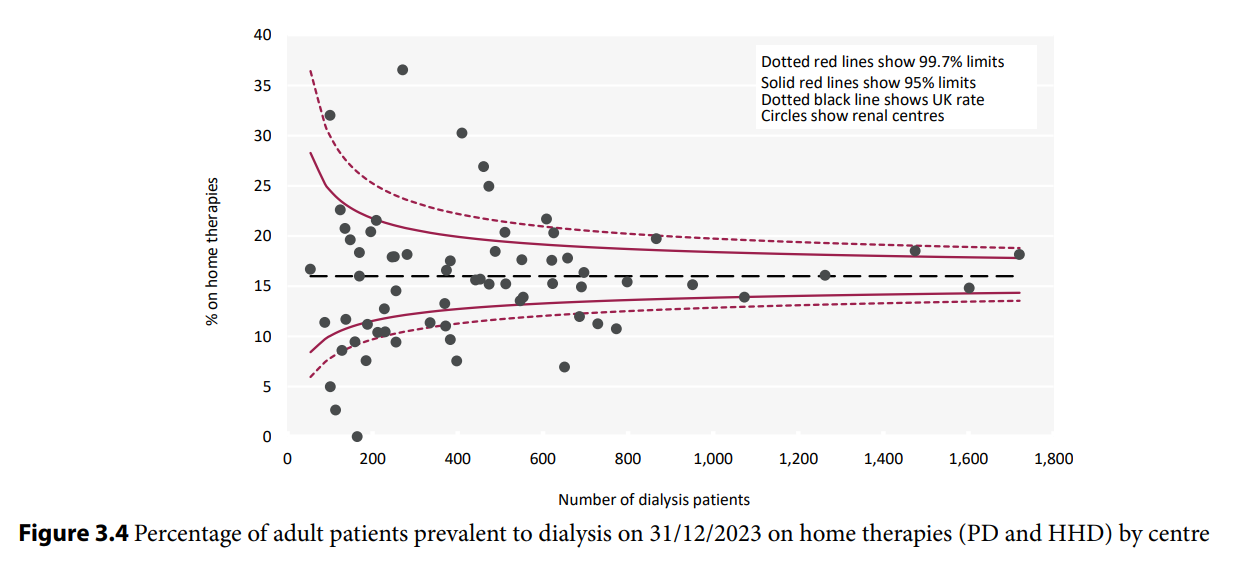 40
35
30
25
20
15
10
5
0
% on home therapies
Dotted red lines show 99.7% limits
Solid red lines show 95% limits
Dotted black line shows UK rate
Circles show renal centres
0 200 400 600 800 1,000 1,200 1,400 1,600 1,800
Number of dialysis patients
Figure 3.4 Percentage of adult patients prevalent to dialysis on 31/12/2023 on home therapies (PD and HHD) by centre